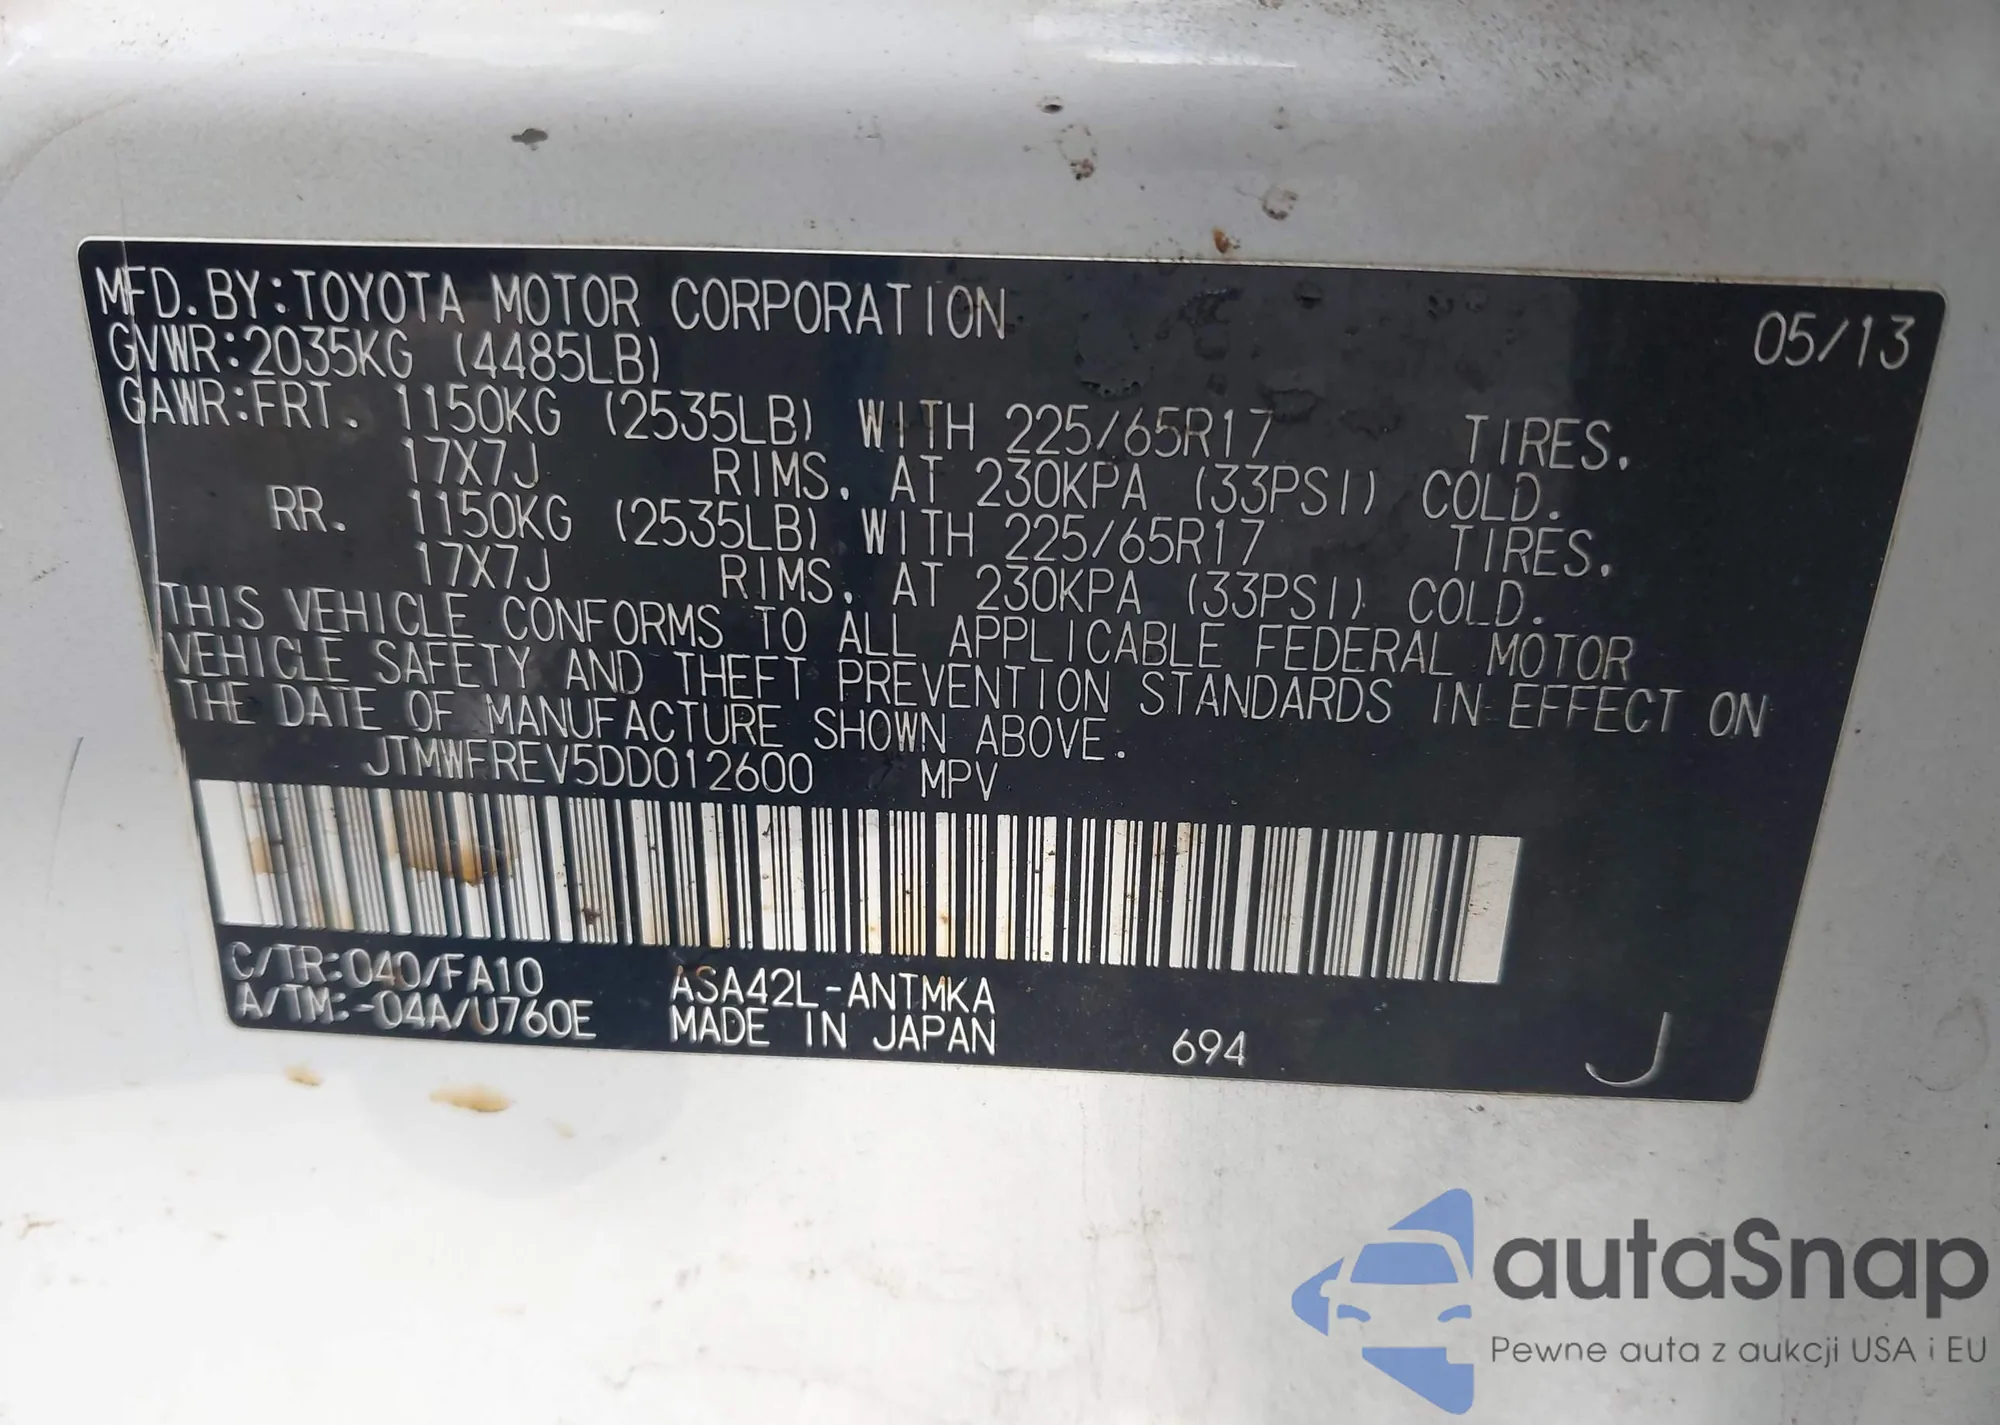 MFD.BY:TOYOTA MOTOR CORPORATION 05/13
GVWR:2035KG (4485LB)
GAWR:FRT. 1150KG (2535LB) WITH 225/65R17 TIRES.
17X7J RIMS. AT 230KPA (33PSI) COLD.
RR. 1150KG (2535LB) WITH 225/65R17 TIRES.
17X7J RIMS. AT 230KPA (33PSI) COLD.
THIS VEHICLE CONFORMS TO ALL APPLICABLE FEDERAL MOTOR
VEHICLE SAFETY AND THEFT PREVENTION STANDARDS IN EFFECT ON
THE DATE OF MANUFACTURE SHOWN ABOVE.
JTMWFREV5DD012600 MPV
C/TR:040/FA10 ASA42L-ANTMKA
A/TM:-04A/U760E MADE IN JAPAN 694 J
autaSnap
Pewne auta z aukcji USA i EU